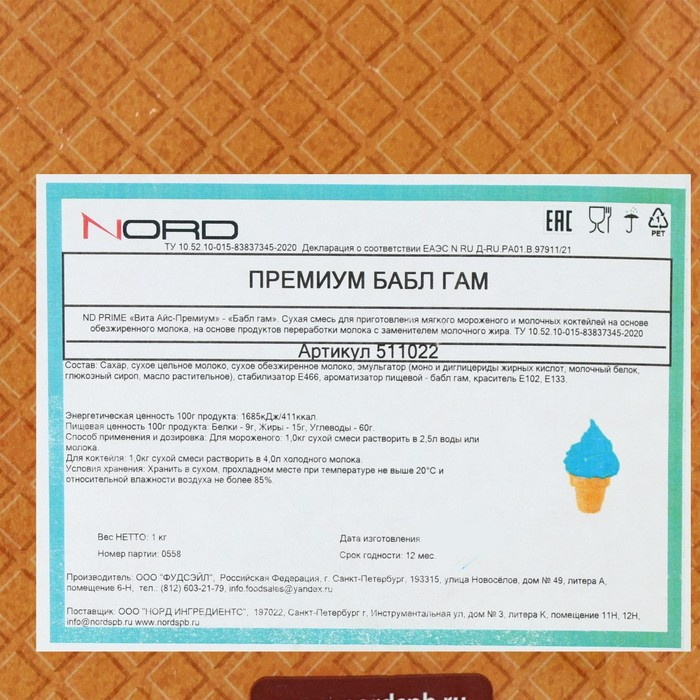 NORD
EAC
1
PET
ТУ 10.52.10-015-83837345-2020 Декларация о соответствии ЕАЭС N RU Д-RU.РА01.В.97911/21
ПРЕМИУМ БАБЛ ГАМ
ND PRIME «Вита Айс-Премиум» - «Бабл гам». Сухая смесь для приготовления мягкого мороженого и молочных коктейлей на основе
обезжиренного молока, на основе продуктов переработки молока с заменителем молочного жира. ТУ 10.52.10-015-83837345-2020
Артикул 511022
Состав: Сахар, сухое цельное молоко, сухое обезжиренное молоко, эмульгатор (моно и диглицериды жирных кислот, молочный белок,
глюкозный сироп, масло растительное), стабилизатор Е466, ароматизатор пищевой - бабл гам, краситель Е102, Е133.
Энергетическая ценность 100г продукта: 1685кДж/411ккал.
Пищевая ценность 100г продукта: Белки - 9г, Жиры - 15г, Углеводы - 60г.
Способ применения и дозировка: Для мороженого: 1,0кг сухой смеси растворить в 2,5л воды или
молока.
Для коктейля: 1,0кг сухой смеси растворить в 4,0л холодного молока.
Условия хранения: Хранить в сухом, прохладном месте при температуре не выше 20°С и
относительной влажности воздуха не более 85%.
Вес НЕТТО: 1 кг
Дата изготовления
Номер партии: 0558
Срок годности: 12 мес.
Производитель: ООО "ФУДСЭЙЛ", Российская Федерация, г. Санкт-Петербург, 193315, улица Новосёлов, дом № 49, литера А,
помещение 6-Н, тел.: (812) 603-21-79, info.foodsales@yandex.ru
Поставщик: ООО "НОРД ИНГРЕДИЕНТС", 197022, Санкт-Петербург г, Инструментальная ул, дом № 3, литера К, помещение 11Н, 12Н,
info@nordspb.ru www.nordspb.ru